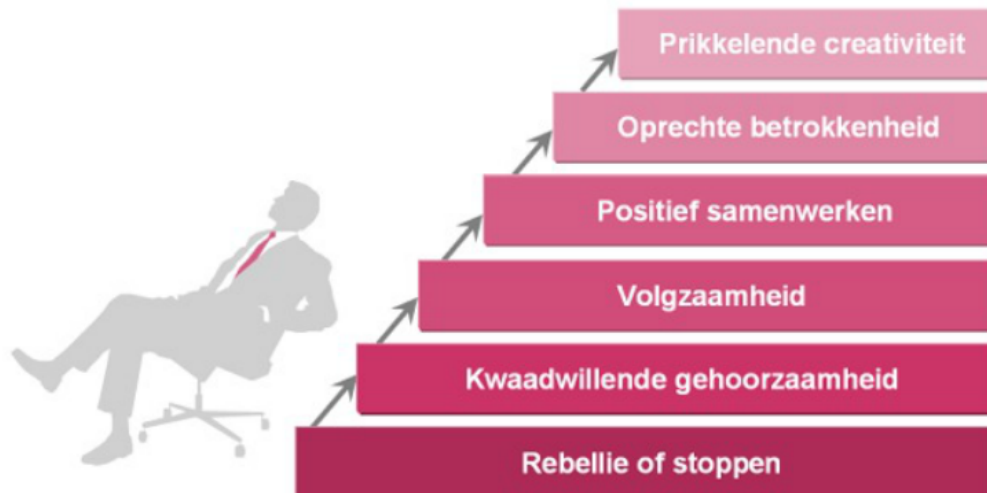 Prikkelende creativiteit
Oprechte betrokkenheid
Positief samenwerken
Volgzaamheid
Kwaadwillende gehoorzaamheid
Rebellie of stoppen